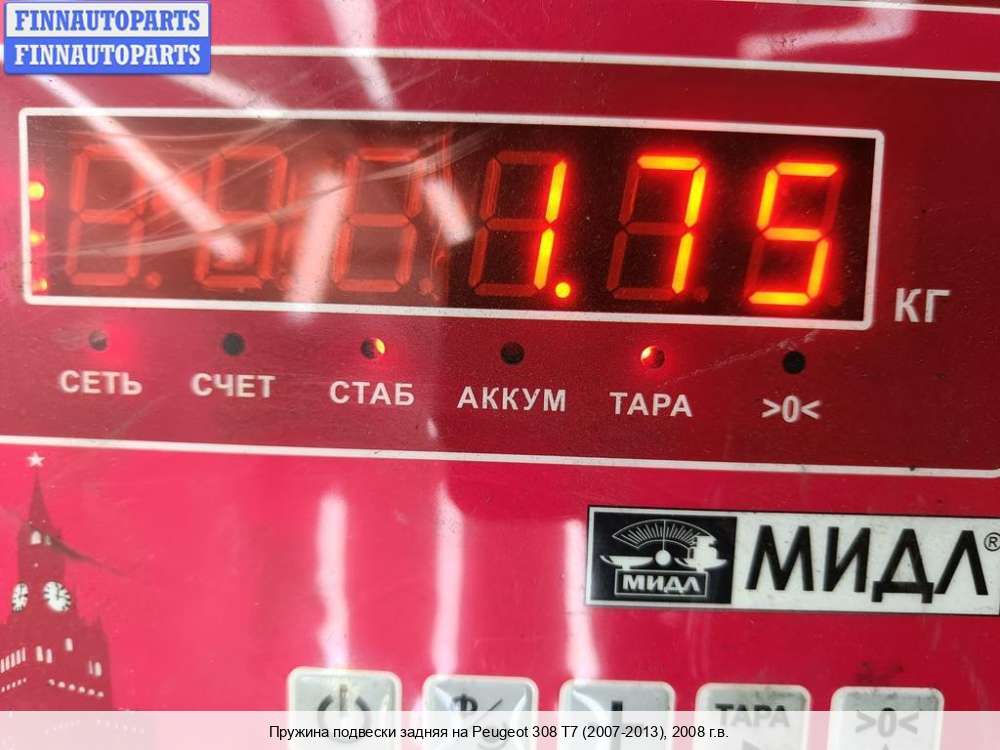 FINNAUTOPARTS
FINNAUTOPARTS
1.75
КГ
СЕТЬ СЧЕТ СТАБ АККУМ ТАРА >0<
МИДЛ МИДЛ®
ТАРА >0<
Пружина подвески задняя на Peugeot 308 T7 (2007-2013), 2008 г.в.